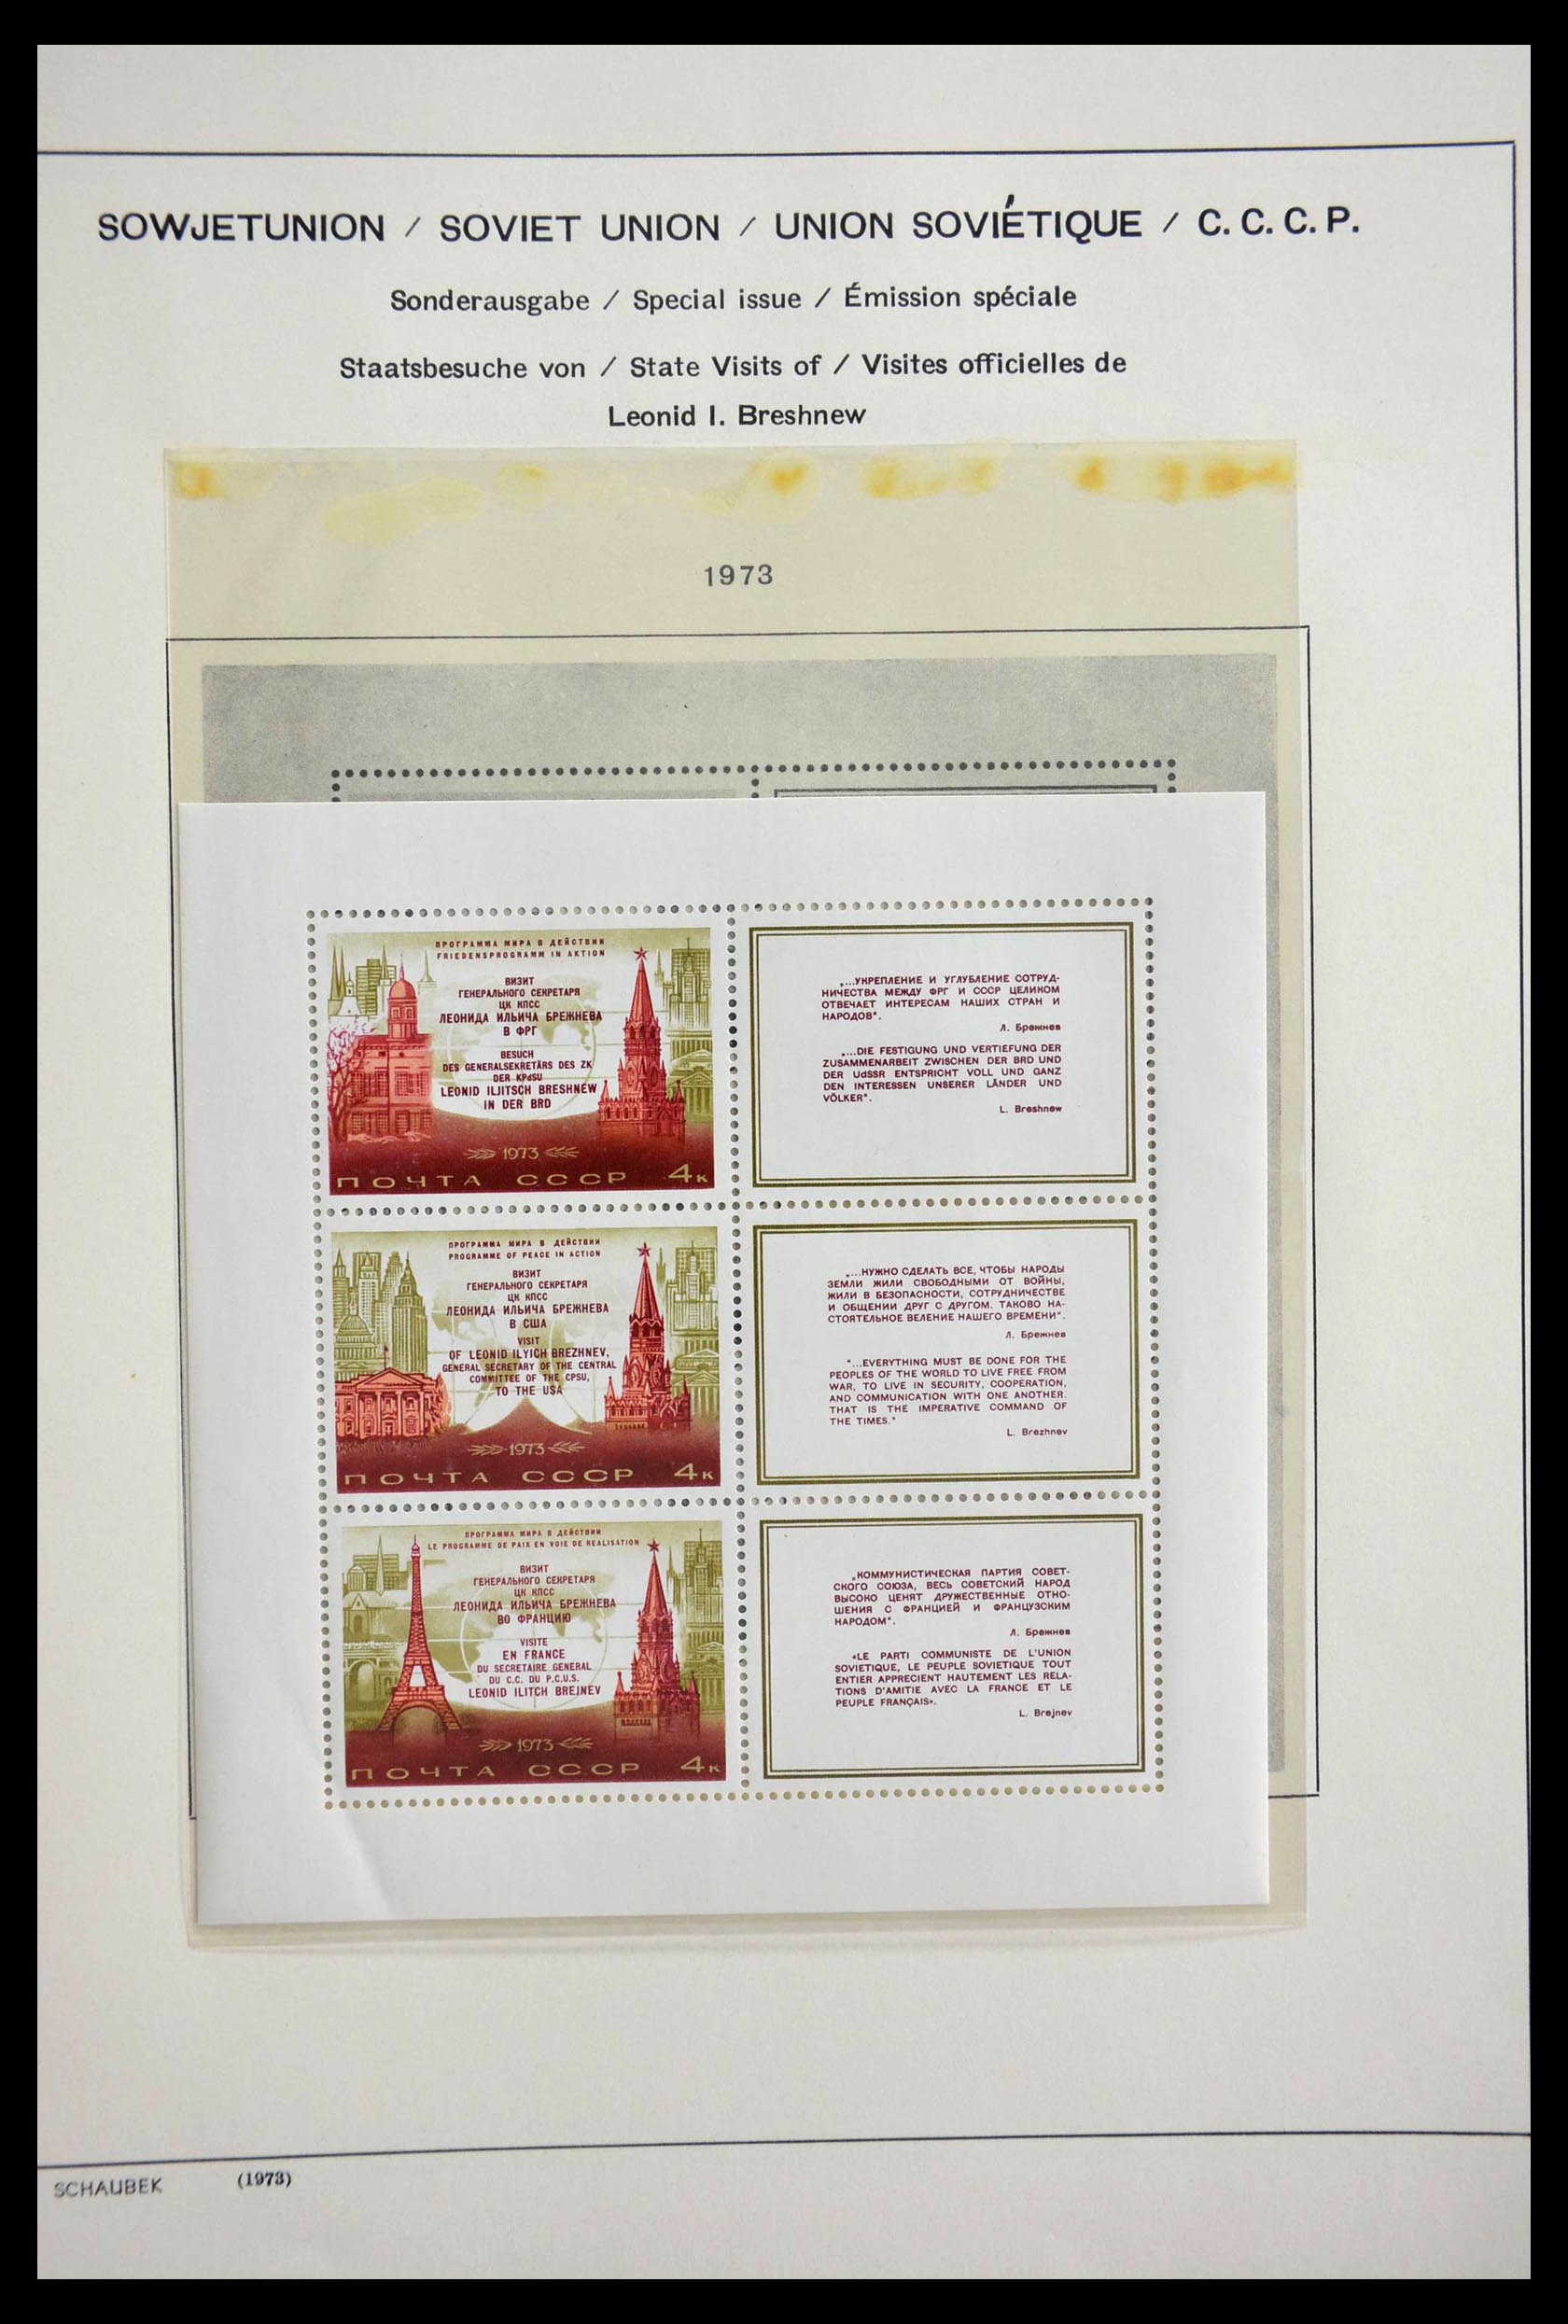 SOWJETUNION / SOVIET UNION / UNION SOVIÉTIQUE / C. C. C. P.
Sonderausgabe / Special issue / Émission spéciale
Staatsbesuche von / State Visits of / Visites officielles de
Leonid I. Breshnew
1973
ПРОГРАММА МИРА В ДЕЙСТВИИ
FRIEDENSPROGRAMM IN AKTION
ВИЗИТ
ГЕНЕРАЛЬНОГО СЕКРЕТАРЯ
ЦК КПСС
ЛЕОНИДА ИЛЬИЧА БРЕЖНЕВА
В ФРГ
BESUCH
DES GENERALSEKRETÄRS DES ZK
DER KPdSU
LEONID ILJITSCH BRESHNEW
IN DER BRD
1973
ПОЧТА СССР 4к
„...УКРЕПЛЕНИЕ И УГЛУБЛЕНИЕ СОТРУД-
НИЧЕСТВА МЕЖДУ ФРГ И СССР ЦЕЛИКОМ
ОТВЕЧАЕТ ИНТЕРЕСАМ НАШИХ СТРАН И
НАРОДОВ".
Л. Брежнев
„...DIE FESTIGUNG UND VERTIEFUNG DER
ZUSAMMENARBEIT ZWISCHEN DER BRD UND
DER UdSSR ENTSPRICHT VOLL UND GANZ
DEN INTERESSEN UNSERER LÄNDER UND
VÖLKER".
L. Breshnew
ПРОГРАММА МИРА В ДЕЙСТВИИ
PROGRAMME OF PEACE IN ACTION
ВИЗИТ
ГЕНЕРАЛЬНОГО СЕКРЕТАРЯ
ЦК КПСС
ЛЕОНИДА ИЛЬИЧА БРЕЖНЕВА
В США
VISIT
OF LEONID ILYICH BREZHNEV,
GENERAL SECRETARY OF THE CENTRAL
COMMITTEE OF THE CPSU,
TO THE USA
1973
ПОЧТА СССР 4к
„...НУЖНО СДЕЛАТЬ ВСЕ, ЧТОБЫ НАРОДЫ
ЗЕМЛИ ЖИЛИ СВОБОДНЫМИ ОТ ВОЙНЫ,
ЖИЛИ В БЕЗОПАСНОСТИ, СОТРУДНИЧЕСТВЕ
И ОБЩЕНИИ ДРУГ С ДРУГОМ. ТАКОВО НА-
СТОЯТЕЛЬНОЕ ВЕЛЕНИЕ НАШЕГО ВРЕМЕНИ".
Л. Брежнев
"...EVERYTHING MUST BE DONE FOR THE
PEOPLES OF THE WORLD TO LIVE FREE FROM
WAR, TO LIVE IN SECURITY, COOPERATION,
AND COMMUNICATION WITH ONE ANOTHER.
THAT IS THE IMPERATIVE COMMAND OF
THE TIMES."
L. Brezhnev
ПРОГРАММА МИРА В ДЕЙСТВИИ
LE PROGRAMME DE PAIX EN VOIE DE REALISATION
ВИЗИТ
ГЕНЕРАЛЬНОГО СЕКРЕТАРЯ
ЦК КПСС
ЛЕОНИДА ИЛЬИЧА БРЕЖНЕВА
ВО ФРАНЦИЮ
VISITE
EN FRANCE
DU SECRETAIRE GENERAL
DU C.C. DU P.C.U.S.
LEONID ILITCH BREJNEV
1973
ПОЧТА СССР 4к
„КОММУНИСТИЧЕСКАЯ ПАРТИЯ СОВЕТ-
СКОГО СОЮЗА, ВЕСЬ СОВЕТСКИЙ НАРОД
ВЫСОКО ЦЕНЯТ ДРУЖЕСТВЕННЫЕ ОТНО-
ШЕНИЯ С ФРАНЦИЕЙ И ФРАНЦУЗСКИМ
НАРОДОМ".
Л. Брежнев
«LE PARTI COMMUNISTE DE L'UNION
SOVIETIQUE, LE PEUPLE SOVIETIQUE TOUT
ENTIER APPRECIENT HAUTEMENT LES RELA-
TIONS D'AMITIE AVEC LA FRANCE ET LE
PEUPLE FRANÇAIS».
L. Brejnev
SCHAUBEK (1973)